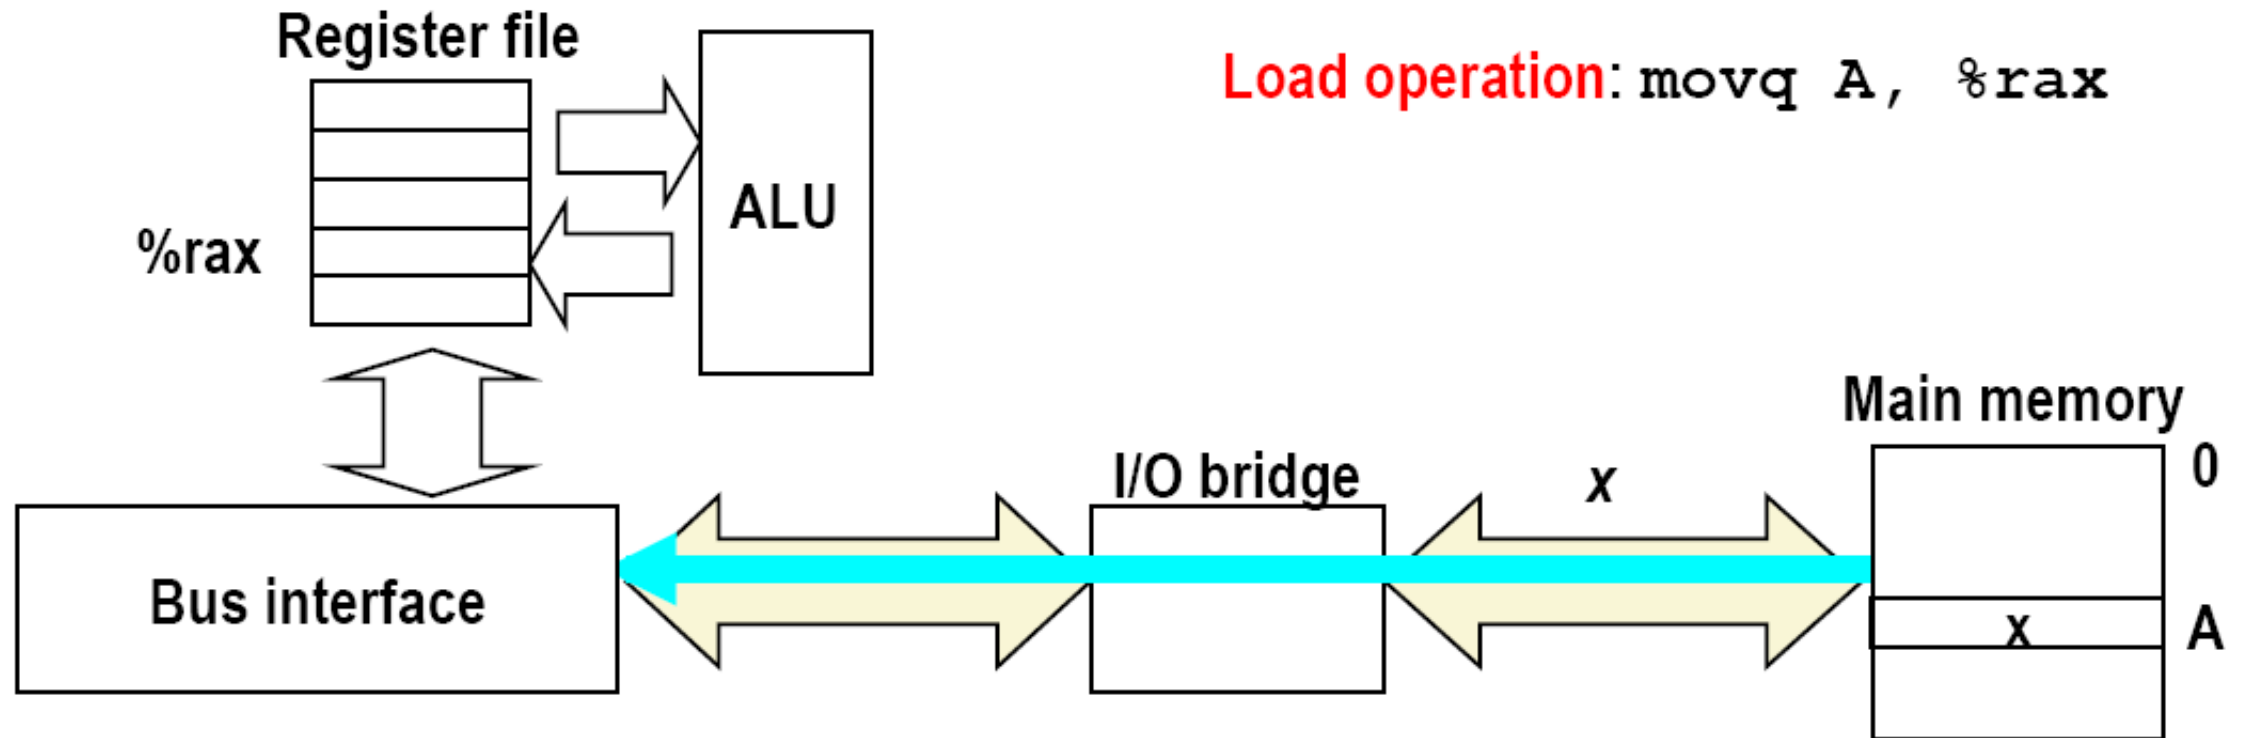 Register file
Load operation: movq A, %rax
ALU
%rax
Main memory
0
I/O bridge
x
Bus interface
x
A